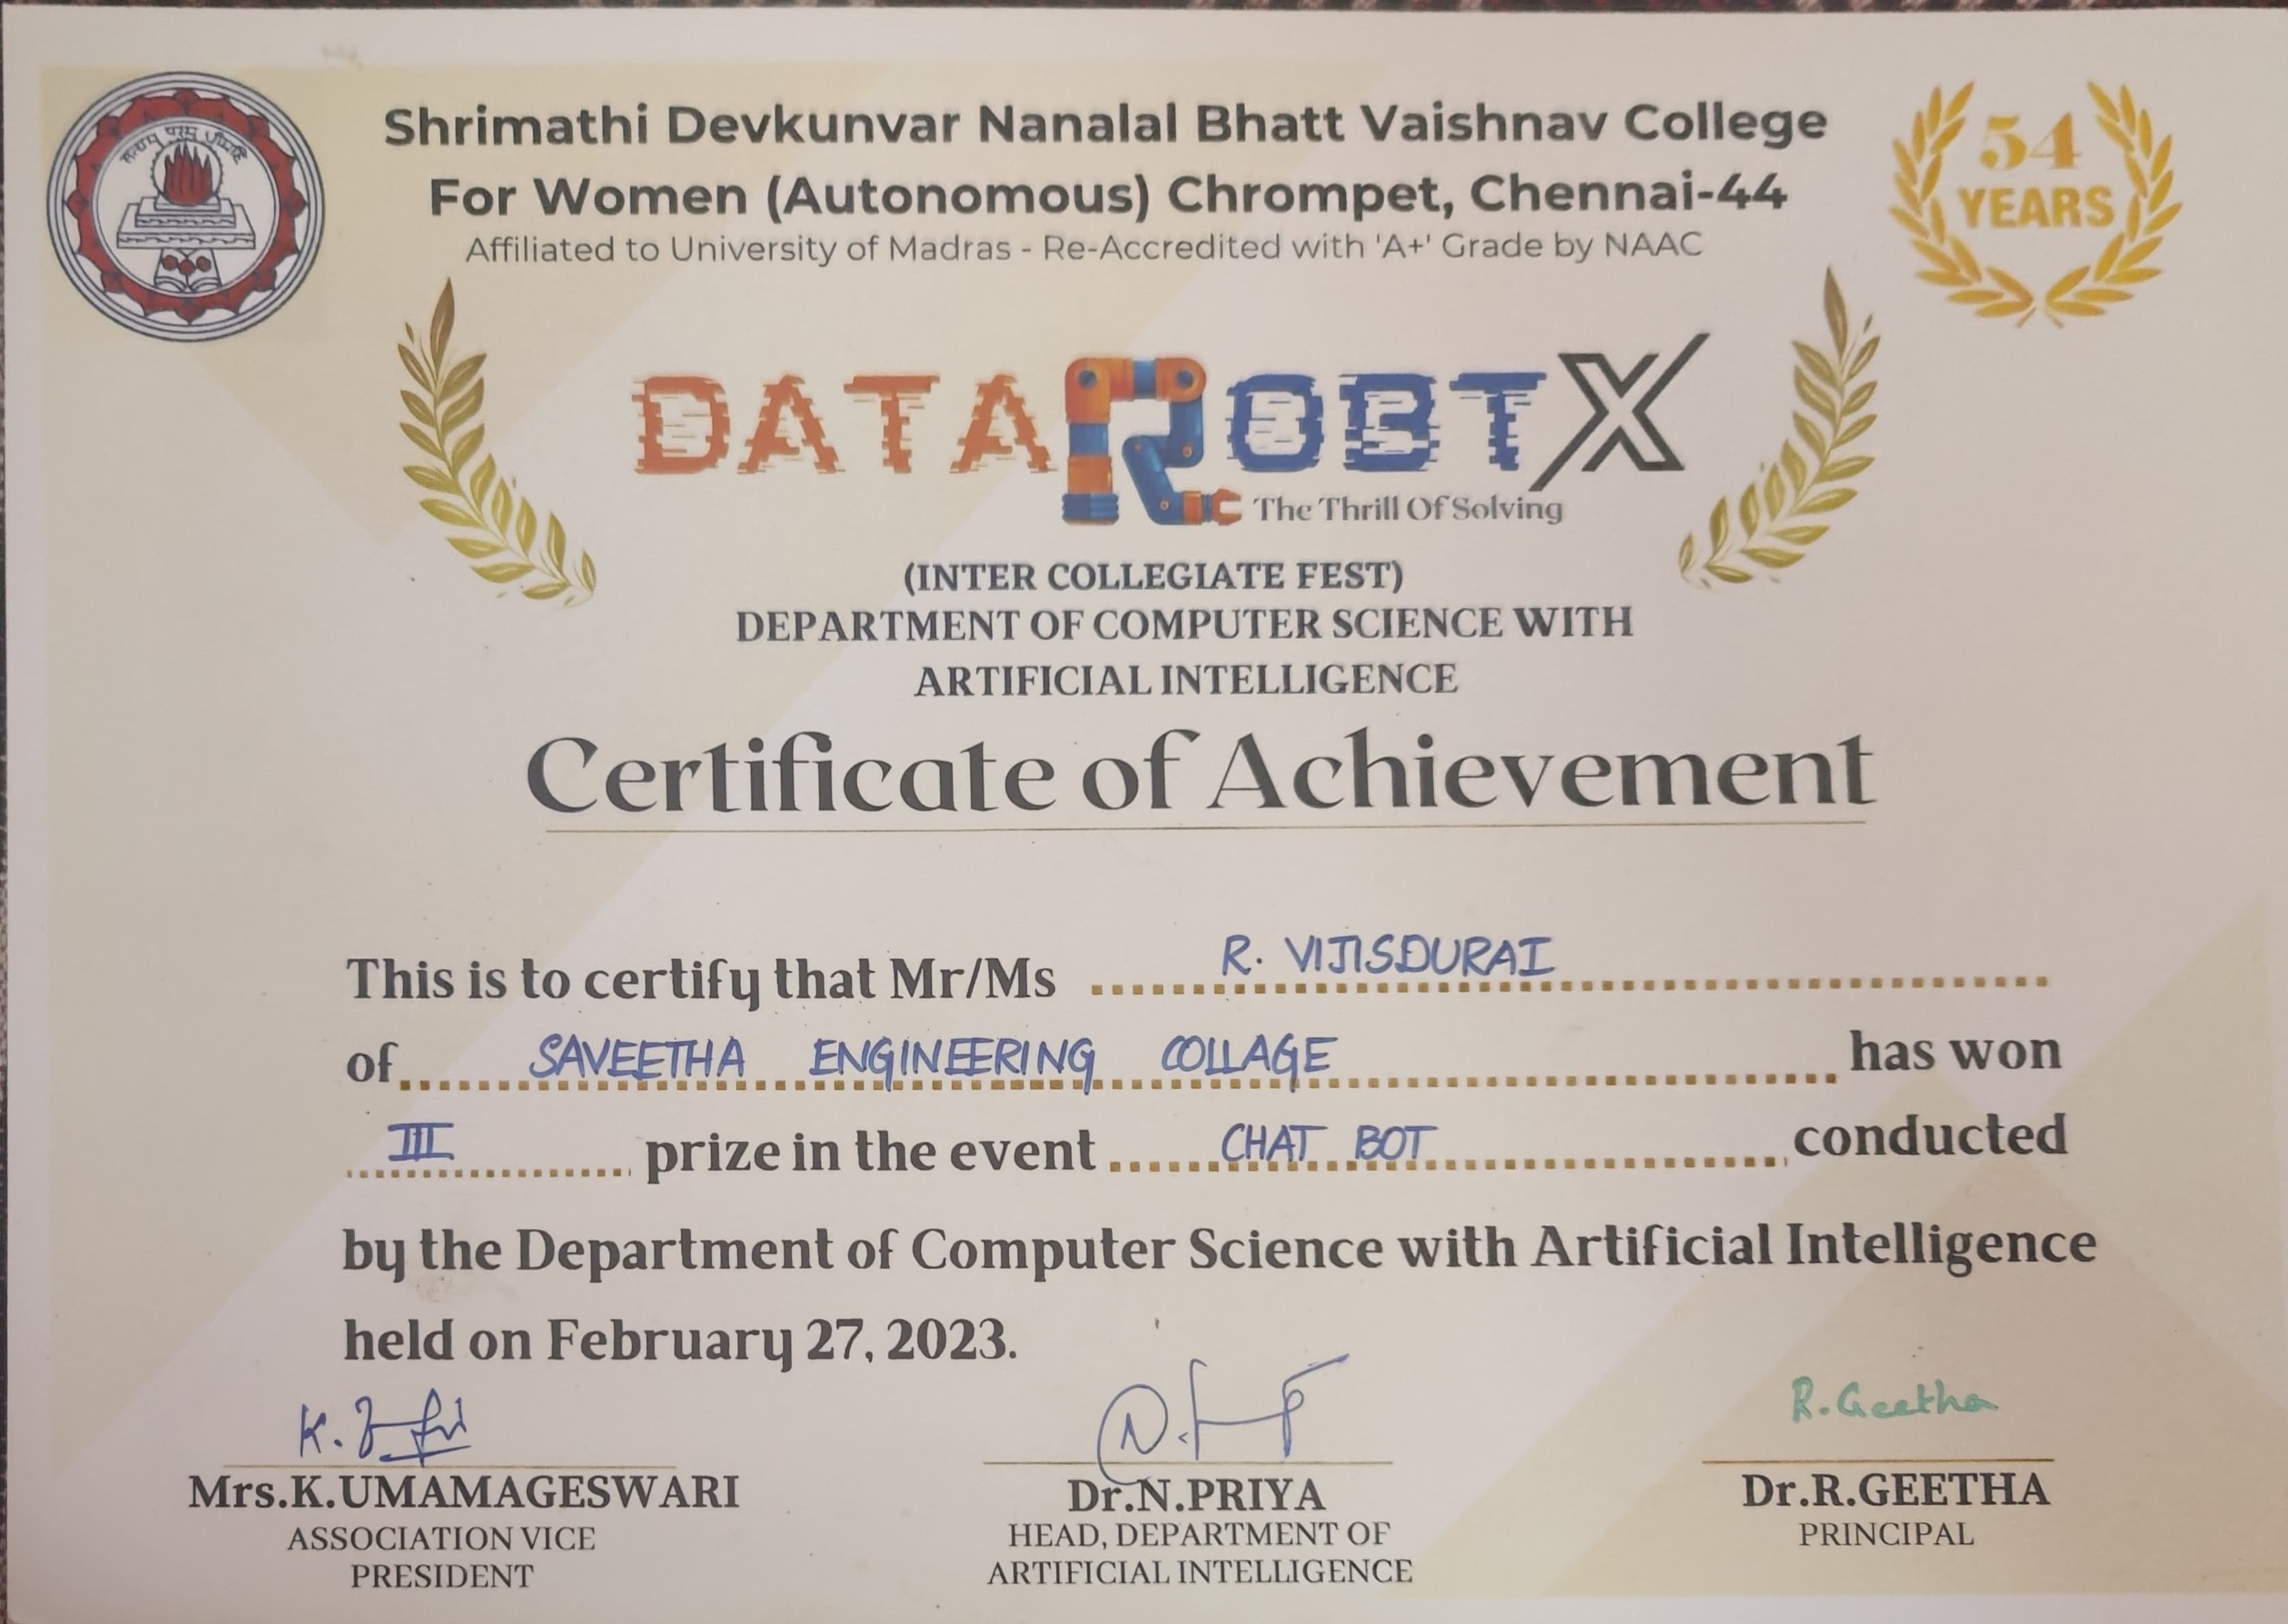 Shrimathi Devkunvar Nanalal Bhatt Vaishnav College
For Women (Autonomous) Chrompet, Chennai-44
Affiliated to University of Madras - Re-Accredited with 'A+' Grade by NAAC
54
YEARS
DATAROBTX
The Thrill Of Solving
(INTER COLLEGIATE FEST)
DEPARTMENT OF COMPUTER SCIENCE WITH
ARTIFICIAL INTELLIGENCE
Certificate of Achievement
This is to certify that Mr/Ms R. VIJISDURAI
of SAVEETHA ENGINEERING COLLAGE has won
III prize in the event CHAT BOT conducted
by the Department of Computer Science with Artificial Intelligence
held on February 27, 2023.
R.Geetha
Mrs.K.UMAMAGESWARI
ASSOCIATION VICE
PRESIDENT
Dr.N.PRIYA
HEAD, DEPARTMENT OF
ARTIFICIAL INTELLIGENCE
Dr.R.GEETHA
PRINCIPAL